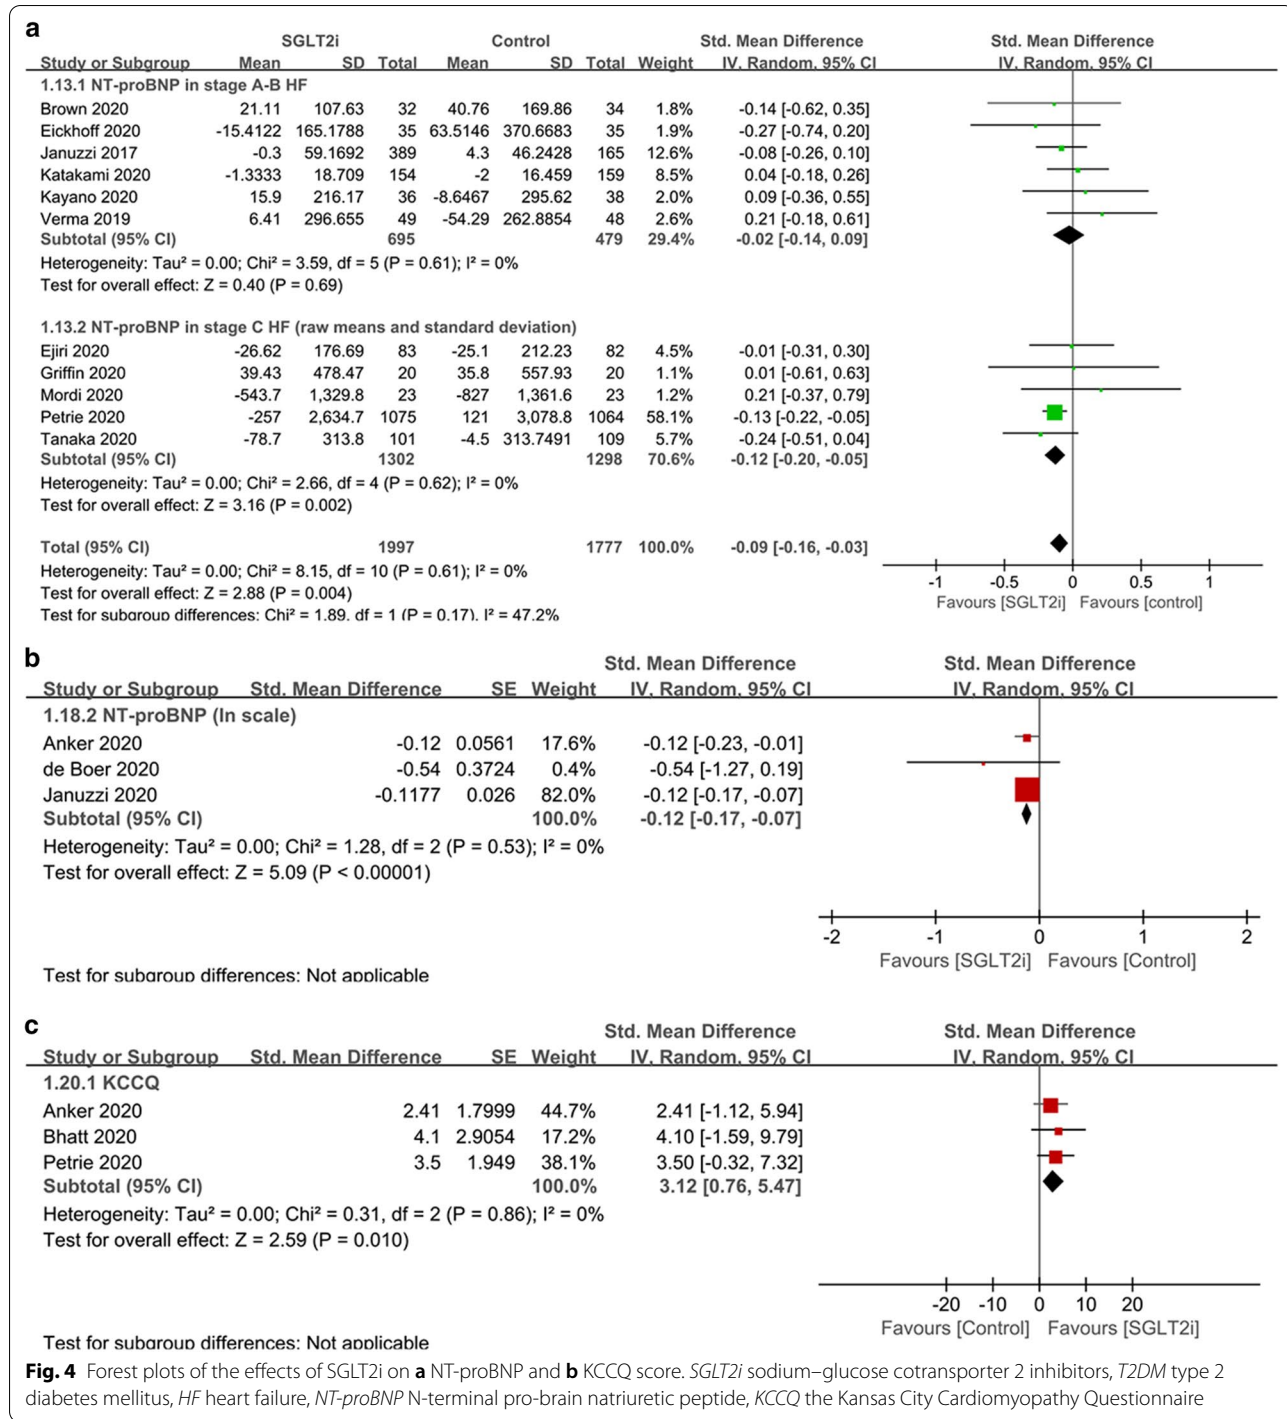 a
SGLT2i Control Std. Mean Difference Std. Mean Difference
Study or Subgroup Mean SD Total Mean SD Total Weight IV. Random. 95% CI IV. Random. 95% CI
1.13.1 NT-proBNP in stage A-B HF
Brown 2020 21.11 107.63 32 40.76 169.86 34 1.8% -0.14 [-0.62, 0.35]
Eickhoff 2020 -15.4122 165.1788 35 63.5146 370.6683 35 1.9% -0.27 [-0.74, 0.20]
Januzzi 2017 -0.3 59.1692 389 4.3 46.2428 165 12.6% -0.08 [-0.26, 0.10]
Katakami 2020 -1.3333 18.709 154 -2 16.459 159 8.5% 0.04 [-0.18, 0.26]
Kayano 2020 15.9 216.17 36 -8.6467 295.62 38 2.0% 0.09 [-0.36, 0.55]
Verma 2019 6.41 296.655 49 -54.29 262.8854 48 2.6% 0.21 [-0.18, 0.61]
Subtotal (95% CI) 695 479 29.4% -0.02 [-0.14, 0.09]
Heterogeneity: Tau² = 0.00; Chi² = 3.59, df = 5 (P = 0.61); I² = 0%
Test for overall effect: Z = 0.40 (P = 0.69)
1.13.2 NT-proBNP in stage C HF (raw means and standard deviation)
Ejiri 2020 -26.62 176.69 83 -25.1 212.23 82 4.5% -0.01 [-0.31, 0.30]
Griffin 2020 39.43 478.47 20 35.8 557.93 20 1.1% 0.01 [-0.61, 0.63]
Mordi 2020 -543.7 1,329.8 23 -827 1,361.6 23 1.2% 0.21 [-0.37, 0.79]
Petrie 2020 -257 2,634.7 1075 121 3,078.8 1064 58.1% -0.13 [-0.22, -0.05]
Tanaka 2020 -78.7 313.8 101 -4.5 313.7491 109 5.7% -0.24 [-0.51, 0.04]
Subtotal (95% CI) 1302 1298 70.6% -0.12 [-0.20, -0.05]
Heterogeneity: Tau² = 0.00; Chi² = 2.66, df = 4 (P = 0.62); I² = 0%
Test for overall effect: Z = 3.16 (P = 0.002)
Total (95% CI) 1997 1777 100.0% -0.09 [-0.16, -0.03]
Heterogeneity: Tau² = 0.00; Chi² = 8.15, df = 10 (P = 0.61); I² = 0%
Test for overall effect: Z = 2.88 (P = 0.004)
Test for subgroup differences: Chi² = 1.89. df = 1 (P = 0.17). I² = 47.2%
-1 -0.5 0 0.5 1
Favours [SGLT2i] Favours [control]
b
Std. Mean Difference Std. Mean Difference
Study or Subgroup Std. Mean Difference SE Weight IV. Random. 95% CI IV. Random. 95% CI
1.18.2 NT-proBNP (In scale)
Anker 2020 -0.12 0.0561 17.6% -0.12 [-0.23, -0.01]
de Boer 2020 -0.54 0.3724 0.4% -0.54 [-1.27, 0.19]
Januzzi 2020 -0.1177 0.026 82.0% -0.12 [-0.17, -0.07]
Subtotal (95% CI) 100.0% -0.12 [-0.17, -0.07]
Heterogeneity: Tau² = 0.00; Chi² = 1.28, df = 2 (P = 0.53); I² = 0%
Test for overall effect: Z = 5.09 (P < 0.00001)
-2 -1 0 1 2
Favours [SGLT2i] Favours [Control]
Test for subgroup differences: Not applicable
c
Std. Mean Difference Std. Mean Difference
Study or Subgroup Std. Mean Difference SE Weight IV. Random. 95% CI IV. Random. 95% CI
1.20.1 KCCQ
Anker 2020 2.41 1.7999 44.7% 2.41 [-1.12, 5.94]
Bhatt 2020 4.1 2.9054 17.2% 4.10 [-1.59, 9.79]
Petrie 2020 3.5 1.949 38.1% 3.50 [-0.32, 7.32]
Subtotal (95% CI) 100.0% 3.12 [0.76, 5.47]
Heterogeneity: Tau² = 0.00; Chi² = 0.31, df = 2 (P = 0.86); I² = 0%
Test for overall effect: Z = 2.59 (P = 0.010)
-20 -10 0 10 20
Favours [Control] Favours [SGLT2i]
Test for subgroup differences: Not applicable
Fig. 4 Forest plots of the effects of SGLT2i on a NT-proBNP and b KCCQ score. SGLT2i sodium–glucose cotransporter 2 inhibitors, T2DM type 2
diabetes mellitus, HF heart failure, NT-proBNP N-terminal pro-brain natriuretic peptide, KCCQ the Kansas City Cardiomyopathy Questionnaire